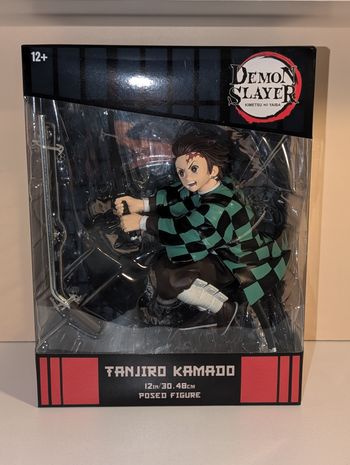 12+
DEMON
SLAYER
KIMETSU NO YAIBA
TANJIRO KAMADO
12IN/30.48CM
POSED FIGURE